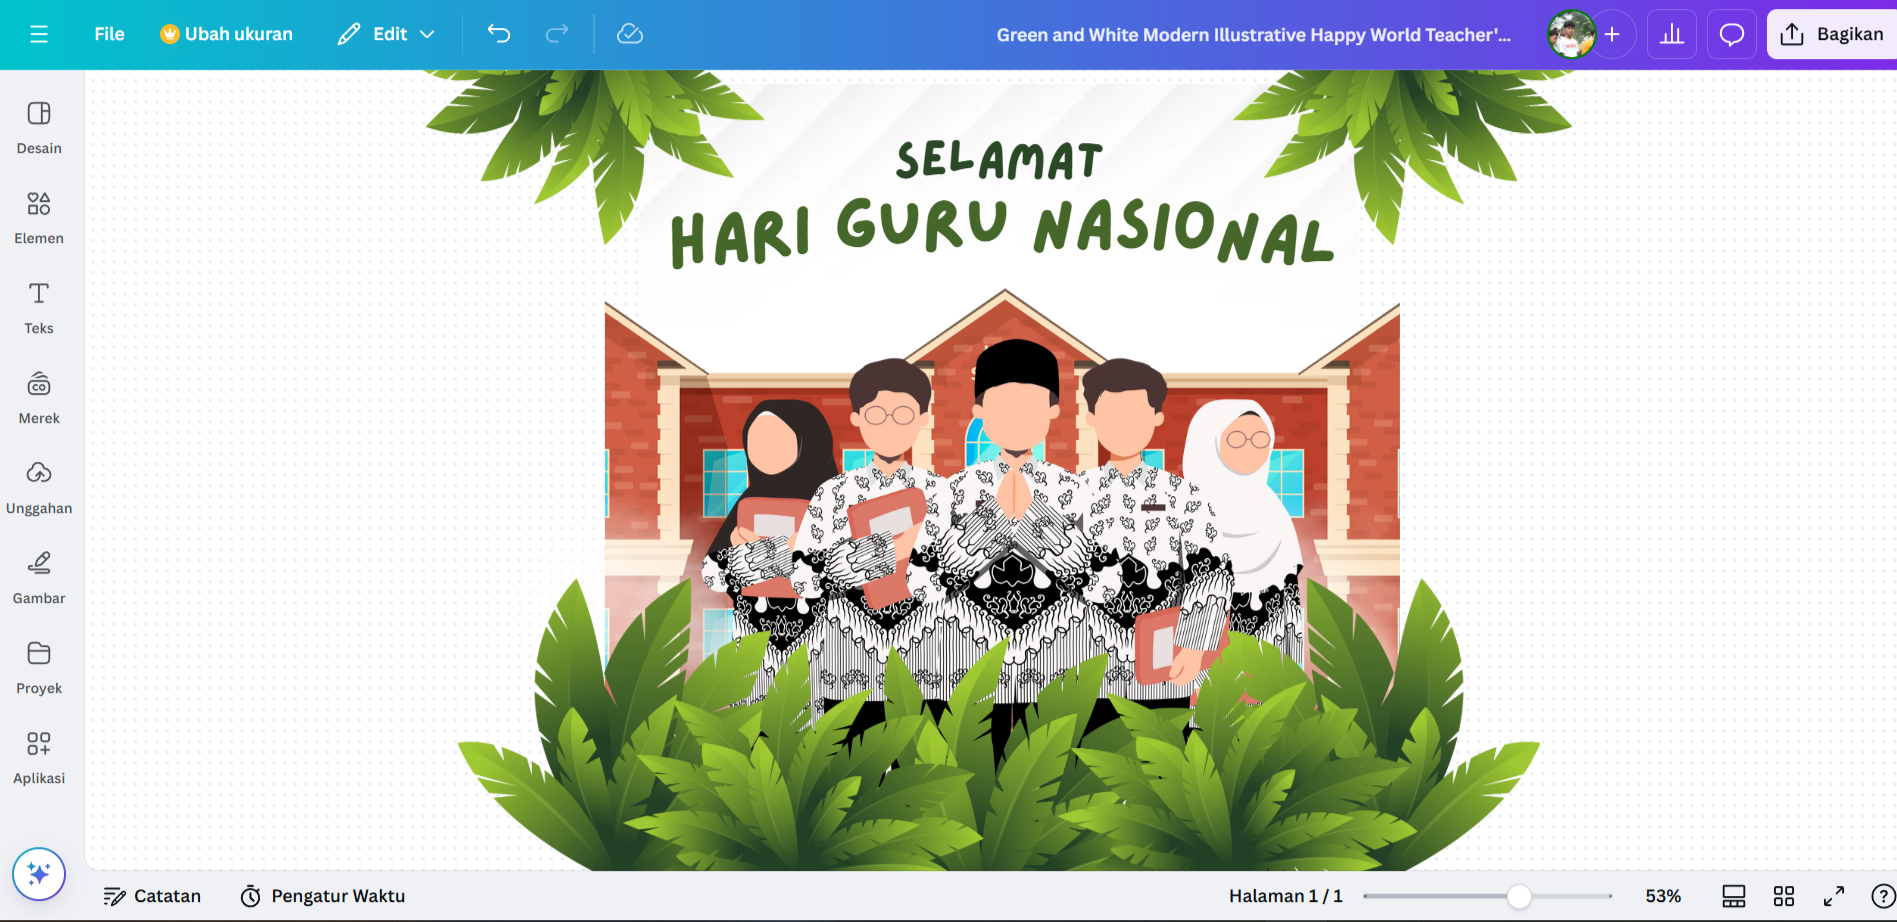 File
Ubah ukuran
Edit
Green and White Modern Illustrative Happy World Teacher'...
Bagikan
Desain
Elemen
Teks
Merek
Unggahan
Gambar
Proyek
Aplikasi
SELAMAT
HARI GURU NASIONAL
Catatan
Pengatur Waktu
Halaman 1 / 1
53%